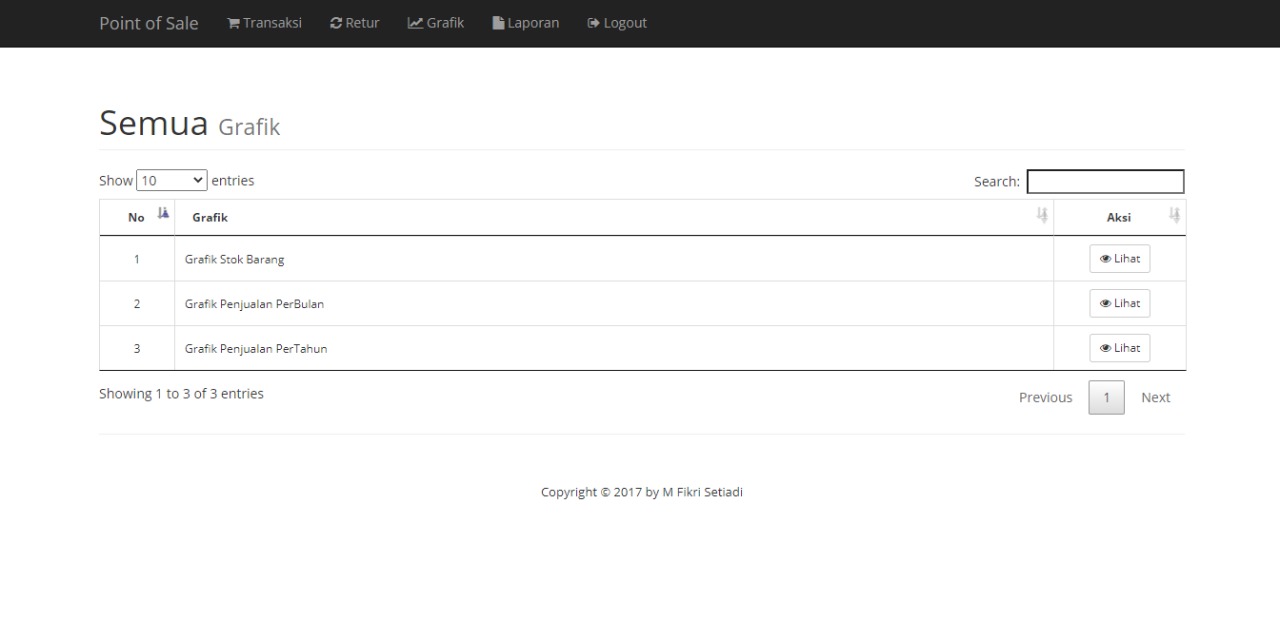 Point of Sale Transaksi Retur Grafik Laporan Logout
Semua Grafik
Show 10 entries Search:
No Grafik Aksi
1 Grafik Stok Barang Lihat
2 Grafik Penjualan PerBulan Lihat
3 Grafik Penjualan PerTahun Lihat
Showing 1 to 3 of 3 entries Previous 1 Next
Copyright © 2017 by M Fikri Setiadi